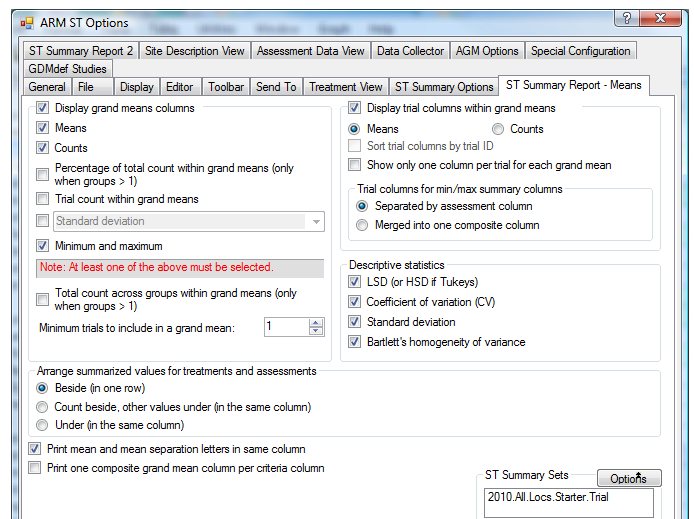 ARM ST Options
ST Summary Report 2 Site Description View Assessment Data View Data Collector AGM Options Special Configuration
GDMdef Studies
General File Display Editor Toolbar Send To Treatment View ST Summary Options ST Summary Report - Means
Display grand means columns
Means
Counts
Percentage of total count within grand means (only
when groups > 1)
Trial count within grand means
Standard deviation
Minimum and maximum
Note: At least one of the above must be selected.
Total count across groups within grand means (only
when groups > 1)
Minimum trials to include in a grand mean: 1
Display trial columns within grand means
Means Counts
Sort trial columns by trial ID
Show only one column per trial for each grand mean
Trial columns for min/max summary columns
Separated by assessment column
Merged into one composite column
Descriptive statistics
LSD (or HSD if Tukeys)
Coefficient of variation (CV)
Standard deviation
Bartlett's homogeneity of variance
Arrange summarized values for treatments and assessments
Beside (in one row)
Count beside, other values under (in the same column)
Under (in the same column)
Print mean and mean separation letters in same column
Print one composite grand mean column per criteria column
ST Summary Sets Options
2010.All.Locs.Starter.Trial